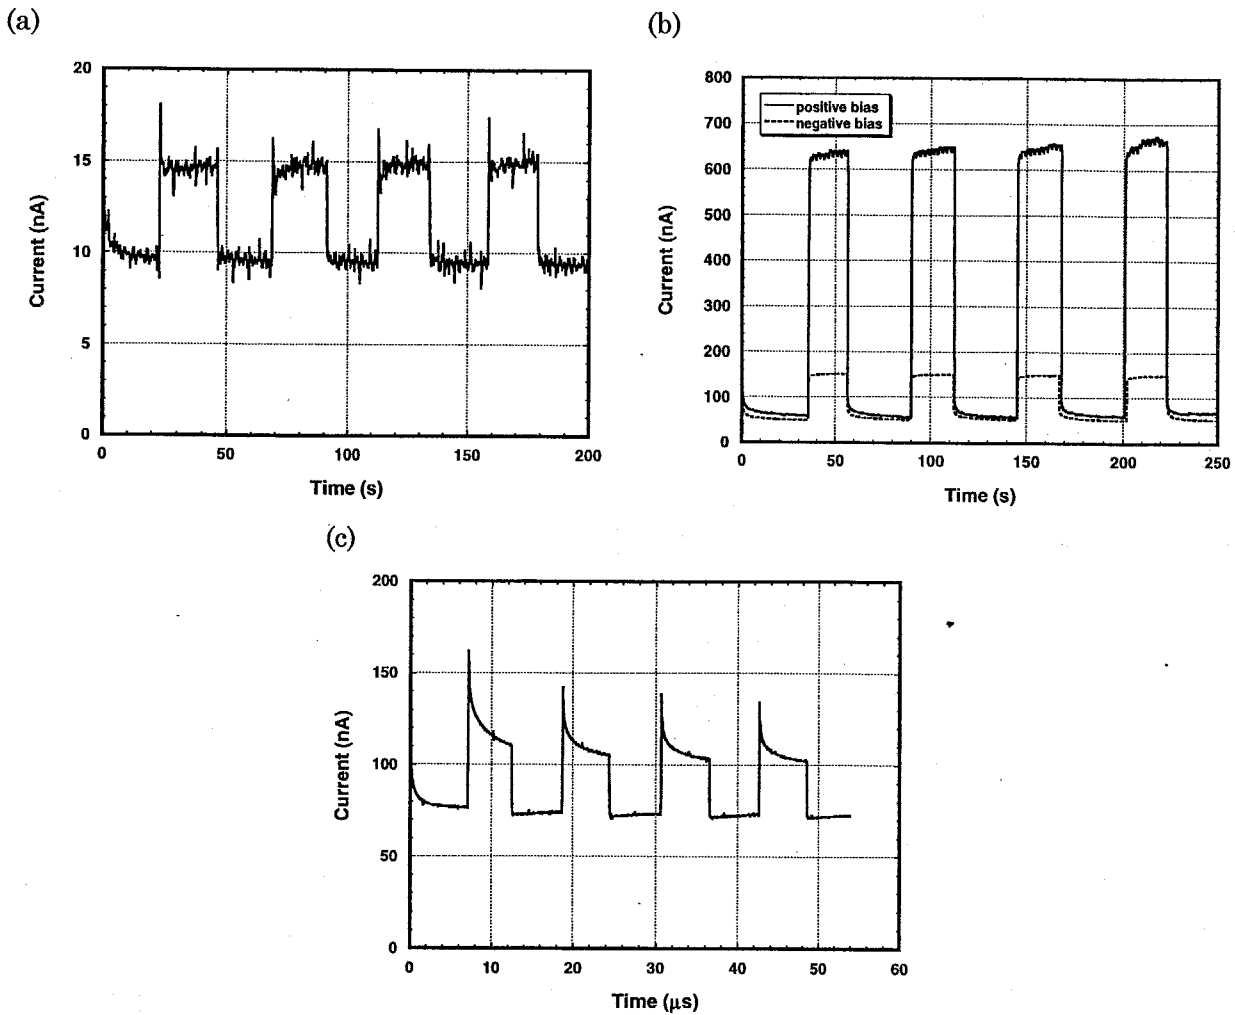 (a)
20
15
10
5
0
Current (nA)
0 50 100 150 200
Time (s)
(b)
800
700
600
500
400
300
200
100
0
Current (nA)
positive bias
negative bias
0 50 100 150 200 250
Time (s)
(c)
200
150
100
50
0
Current (nA)
0 10 20 30 40 50 60
Time (μs)